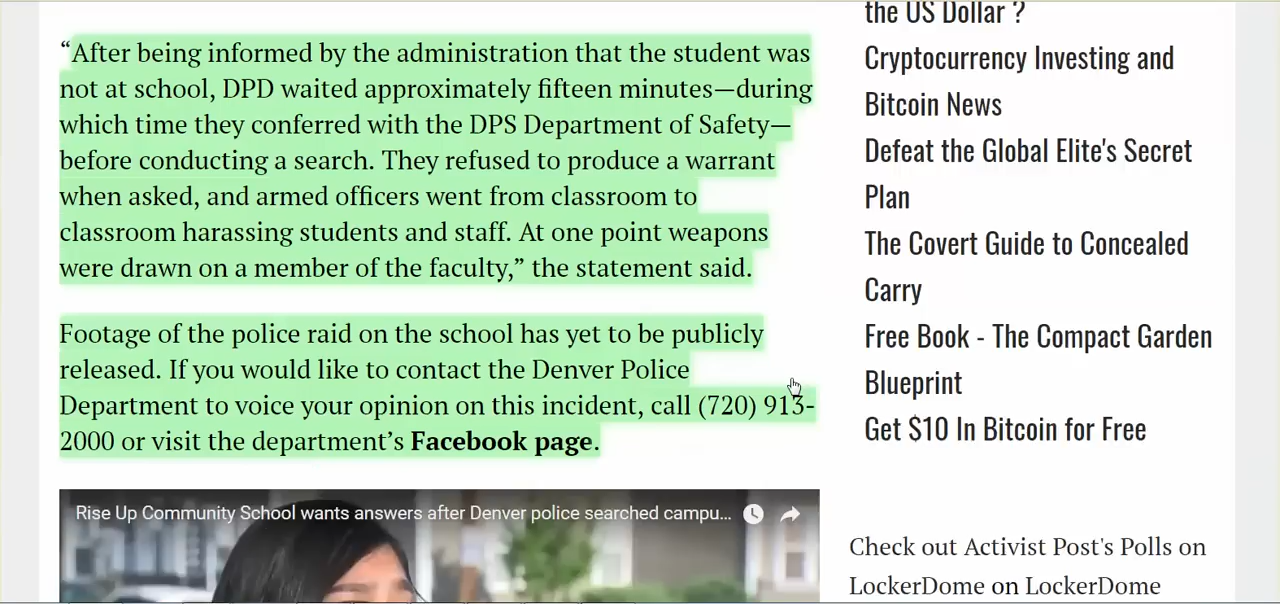 “After being informed by the administration that the student was
not at school, DPD waited approximately fifteen minutes—during
which time they conferred with the DPS Department of Safety—
before conducting a search. They refused to produce a warrant
when asked, and armed officers went from classroom to
classroom harassing students and staff. At one point weapons
were drawn on a member of the faculty,” the statement said.
Footage of the police raid on the school has yet to be publicly
released. If you would like to contact the Denver Police
Department to voice your opinion on this incident, call (720) 913-
2000 or visit the department’s Facebook page.
Rise Up Community School wants answers after Denver police searched campu...
the US Dollar ?
Cryptocurrency Investing and
Bitcoin News
Defeat the Global Elite's Secret
Plan
The Covert Guide to Concealed
Carry
Free Book - The Compact Garden
Blueprint
Get $10 In Bitcoin for Free
Check out Activist Post's Polls on
LockerDome on LockerDome